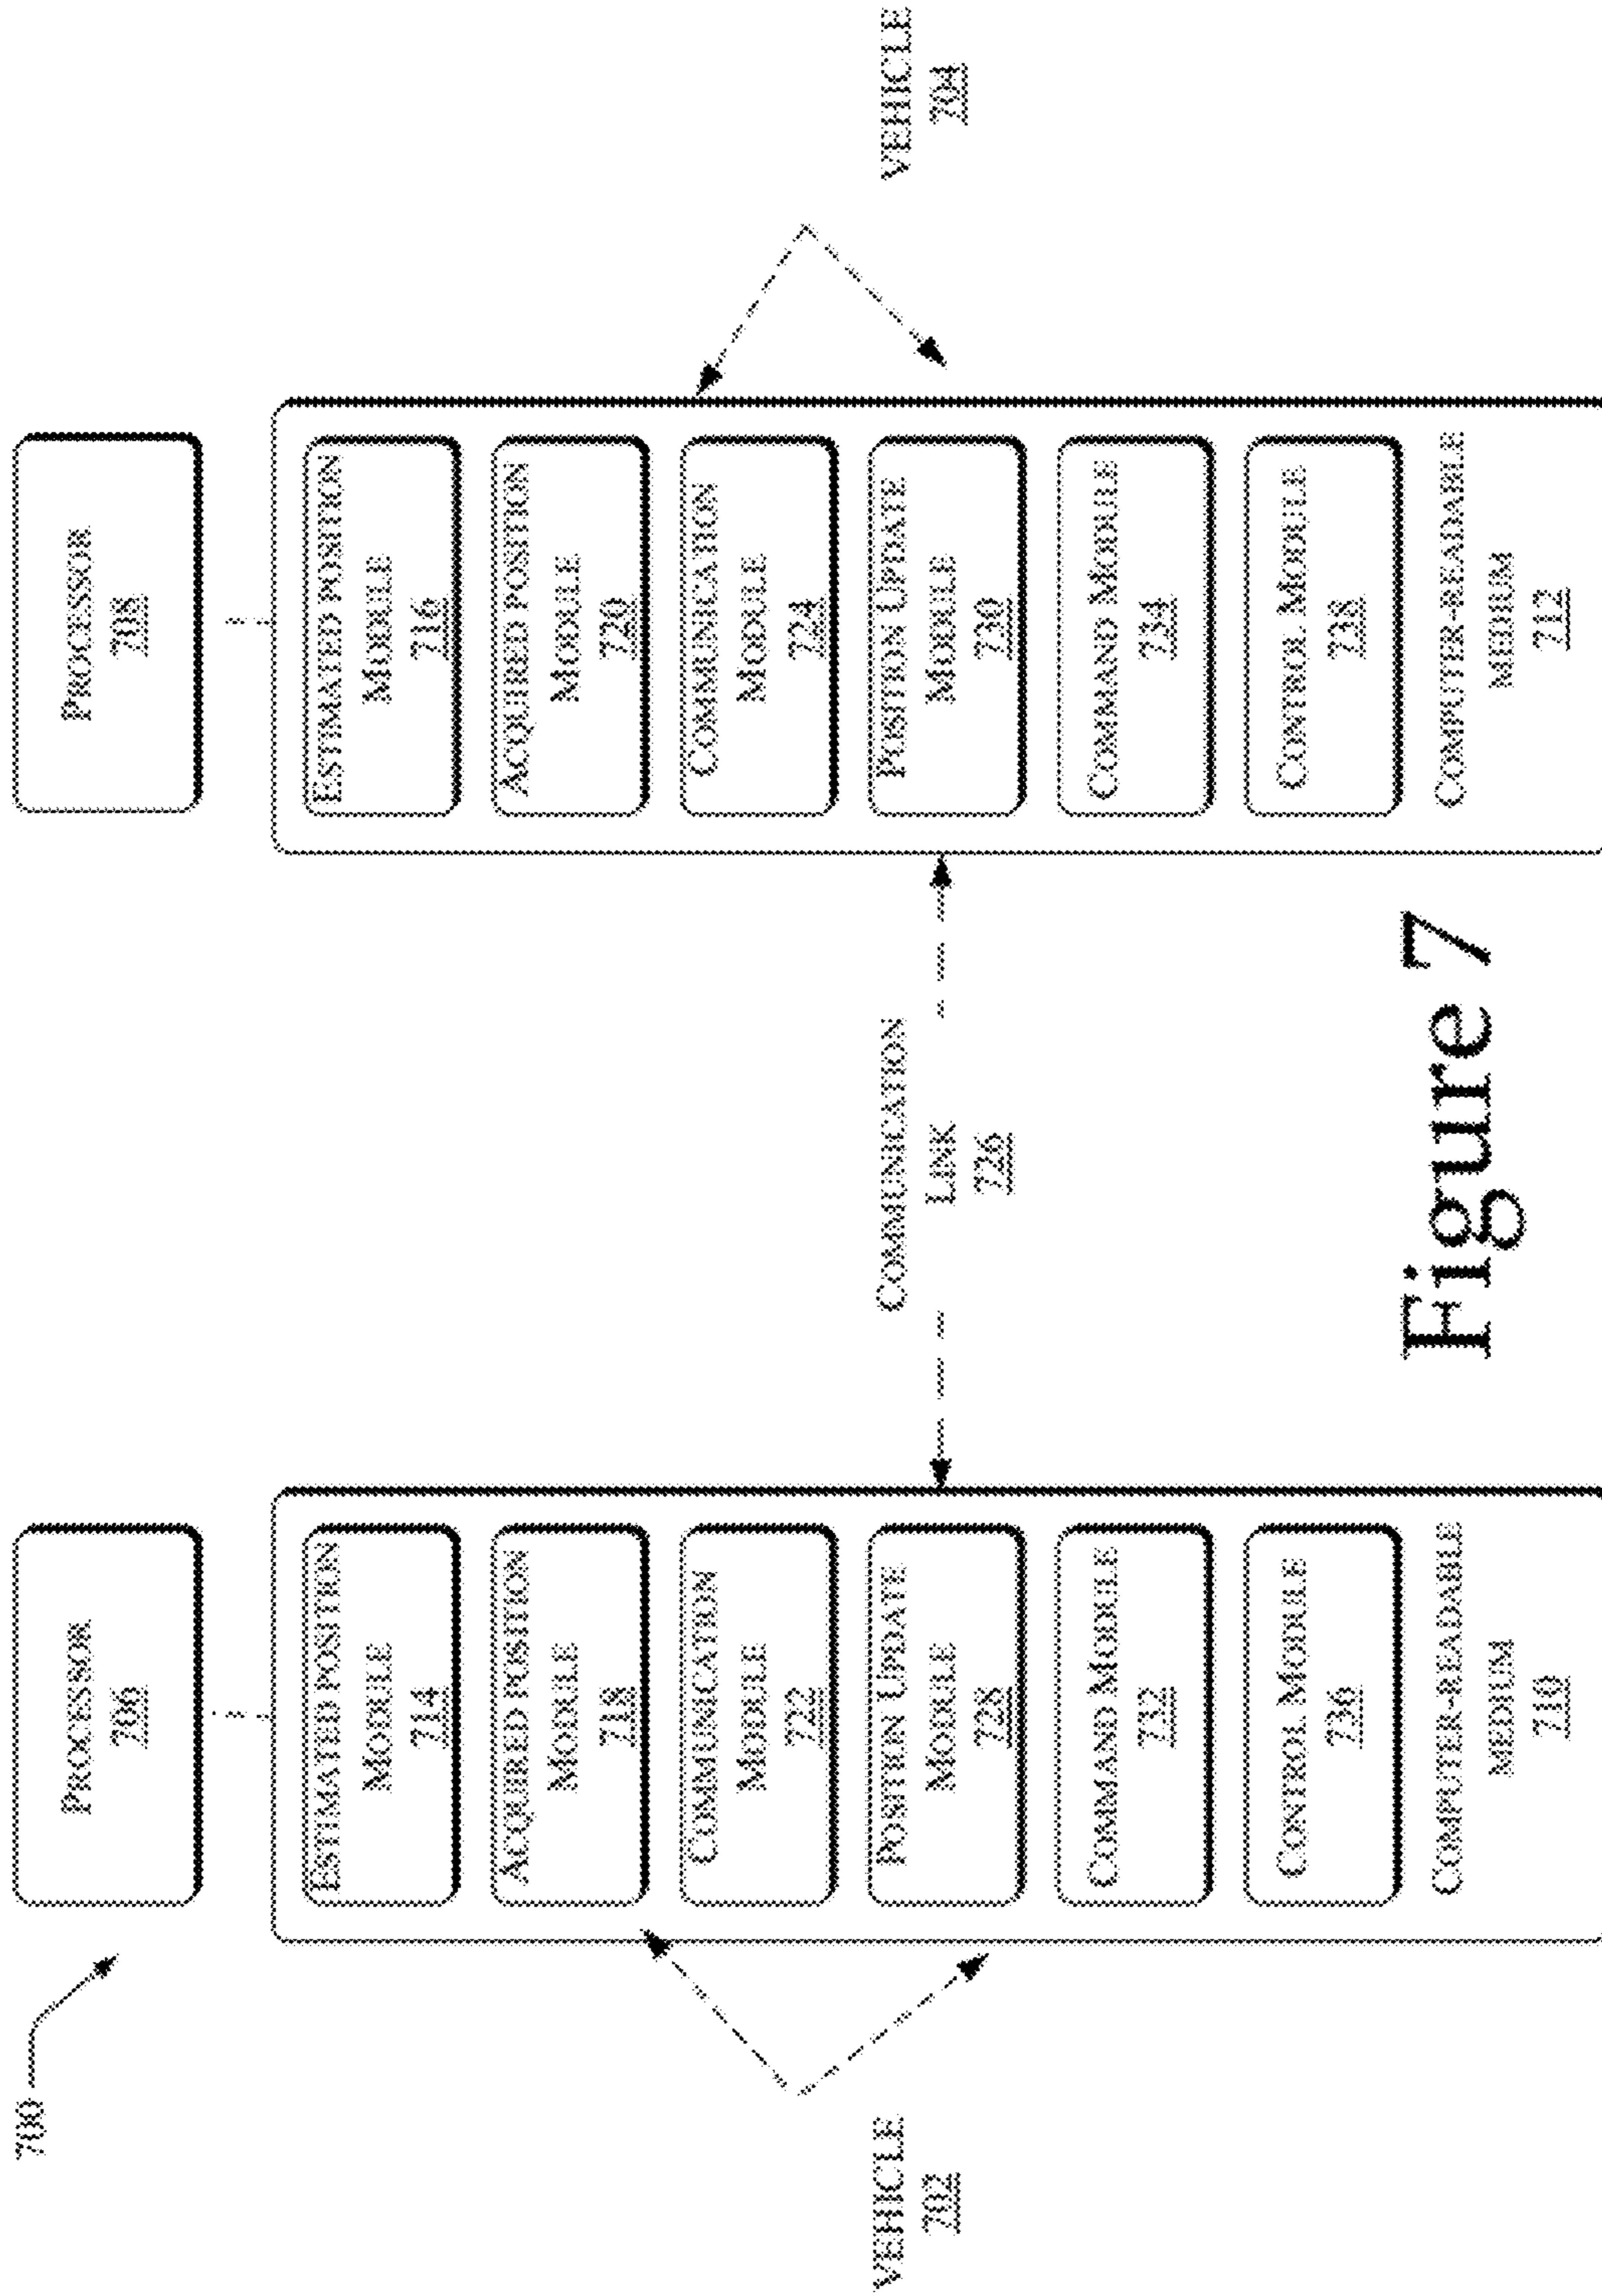 700
PROCESSOR
706
ESTIMATED POSITION
MODULE
714
ACQUIRED POSITION
MODULE
718
COMMUNICATION
MODULE
722
POSITION UPDATE
MODULE
728
COMMAND MODULE
732
CONTROL MODULE
736
COMPUTER-READABLE
MEDIUM
710
VEHICLE
702
COMMUNICATION
LINK
726
PROCESSOR
708
ESTIMATED POSITION
MODULE
716
ACQUIRED POSITION
MODULE
720
COMMUNICATION
MODULE
724
POSITION UPDATE
MODULE
730
COMMAND MODULE
734
CONTROL MODULE
738
COMPUTER-READABLE
MEDIUM
712
VEHICLE
704
Figure 7